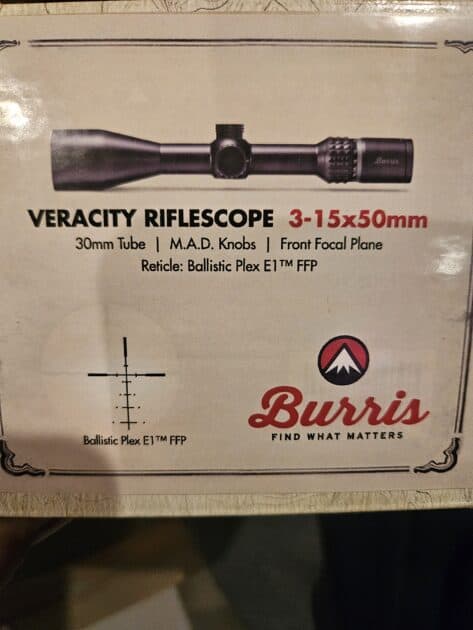 Burris
VERACITY RIFLESCOPE 3-15x50mm
30mm Tube | M.A.D. Knobs | Front Focal Plane
Reticle: Ballistic Plex E1™ FFP
Ballistic Plex E1™ FFP
Burris
FIND WHAT MATTERS